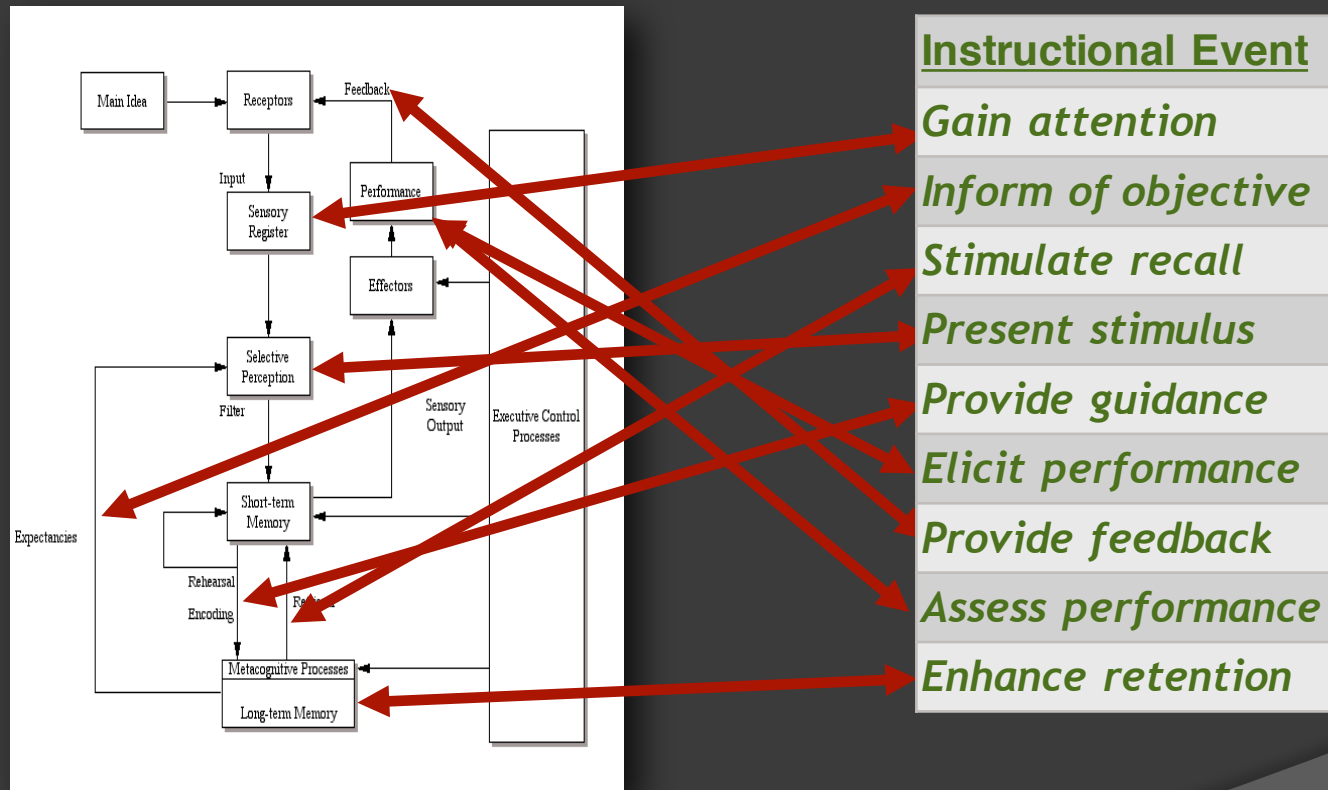 Main Idea
Receptors
Feedback
Input
Performance
Sensory
Register
Effectors
Selective
Perception
Filter
Sensory
Output
Executive Control
Processes
Short-term
Memory
Expectancies
Rehearsal
Encoding
Metacognitive Processes
Long-term Memory
Instructional Event
Gain attention
Inform of objective
Stimulate recall
Present stimulus
Provide guidance
Elicit performance
Provide feedback
Assess performance
Enhance retention